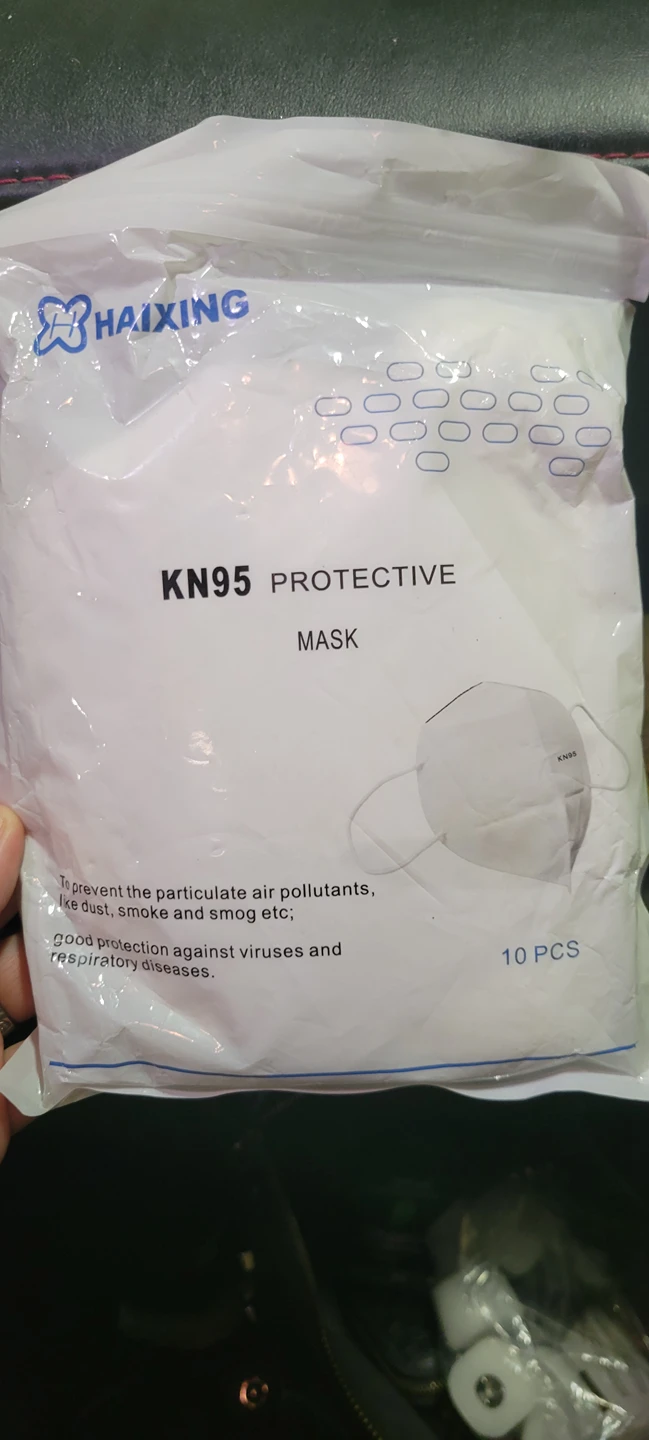 HAIXING
KN95 PROTECTIVE
MASK
KN95
To prevent the particulate air pollutants,
like dust, smoke and smog etc;
good protection against viruses and
respiratory diseases.
10 PCS